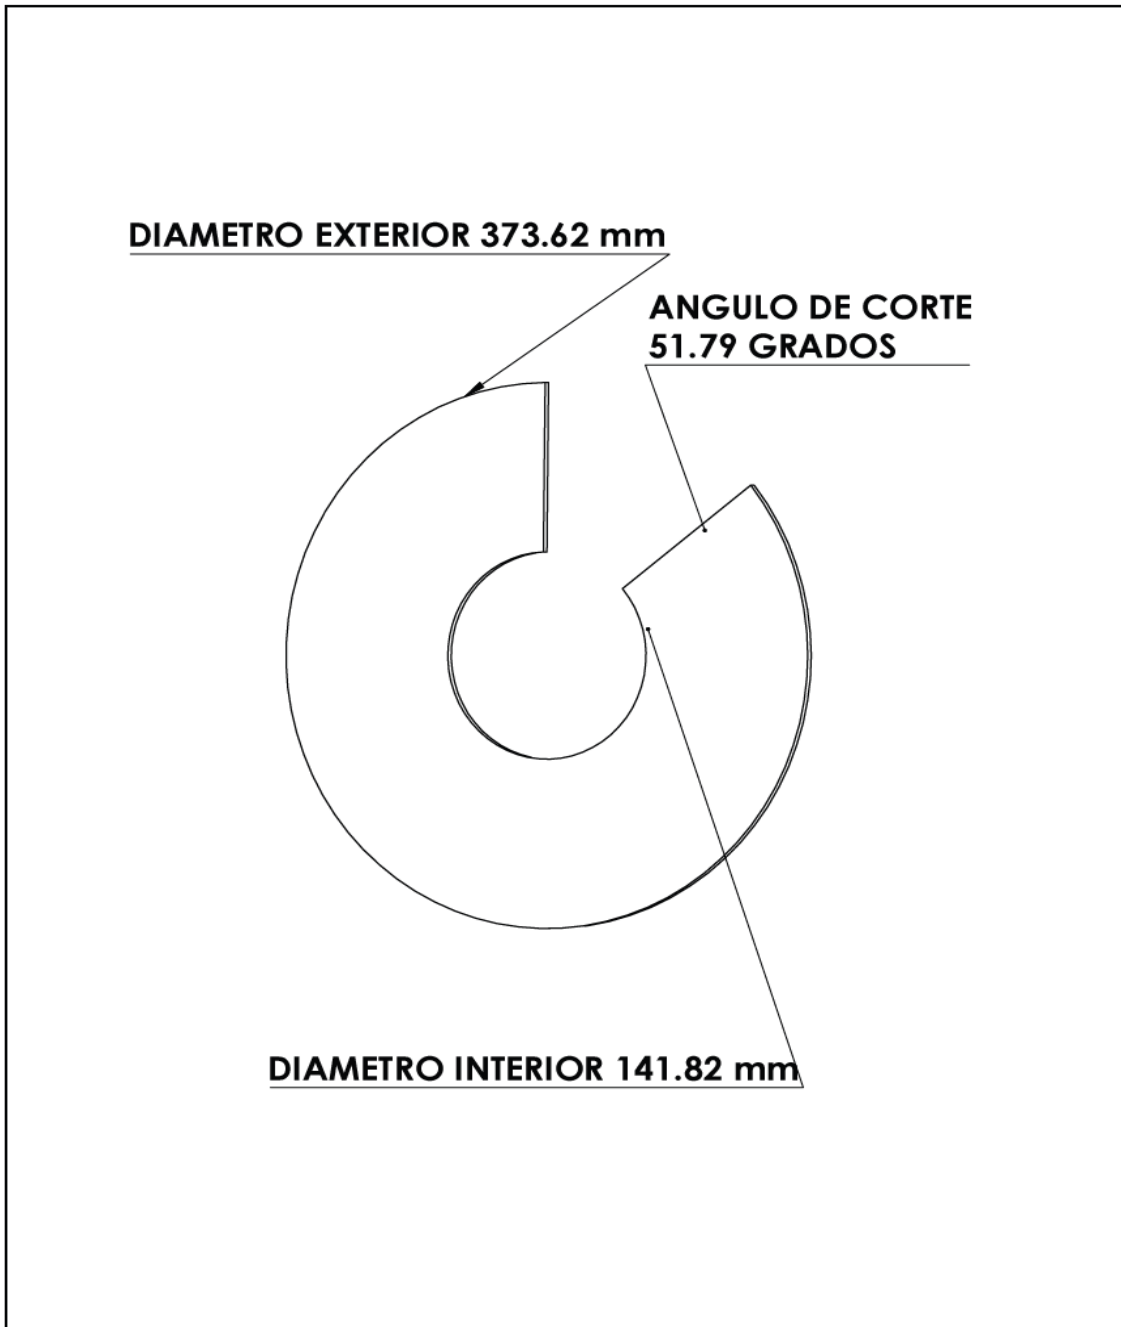 DIAMETRO EXTERIOR 373.62 mm
ANGULO DE CORTE
51.79 GRADOS
DIAMETRO INTERIOR 141.82 mm